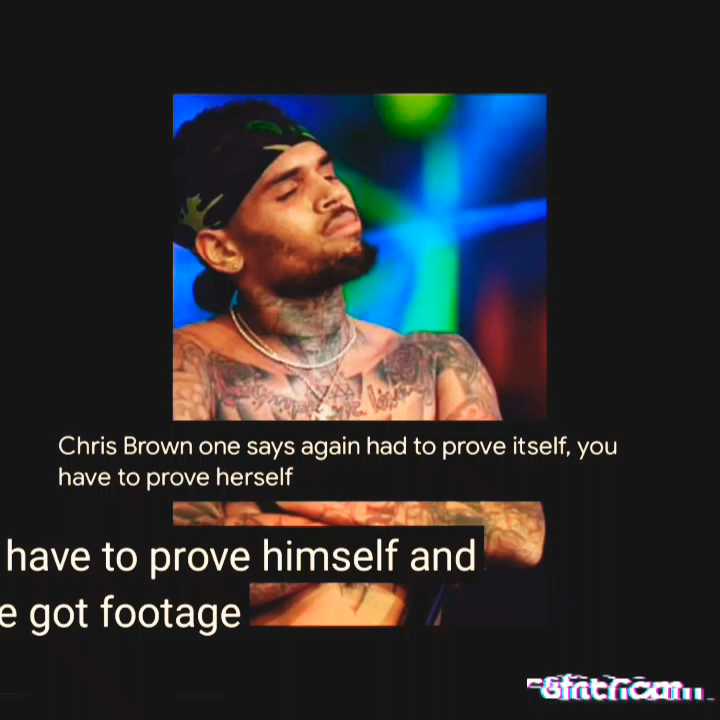 Chris Brown one says again had to prove itself, you
have to prove herself
have to prove himself and
e got footage